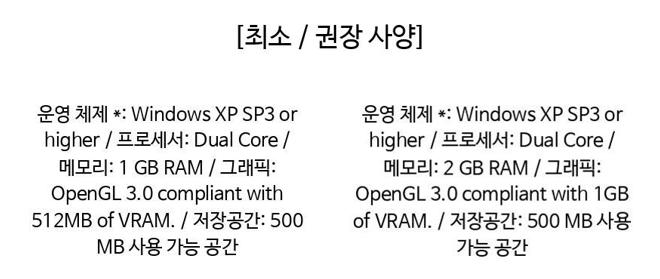 [최소 / 권장 사양]
운영 체제 *: Windows XP SP3 or
higher / 프로세서: Dual Core /
메모리: 1 GB RAM / 그래픽:
OpenGL 3.0 compliant with
512MB of VRAM. / 저장공간: 500
MB 사용 가능 공간
운영 체제 *: Windows XP SP3 or
higher / 프로세서: Dual Core /
메모리: 2 GB RAM / 그래픽:
OpenGL 3.0 compliant with 1GB
of VRAM. / 저장공간: 500 MB 사용
가능 공간